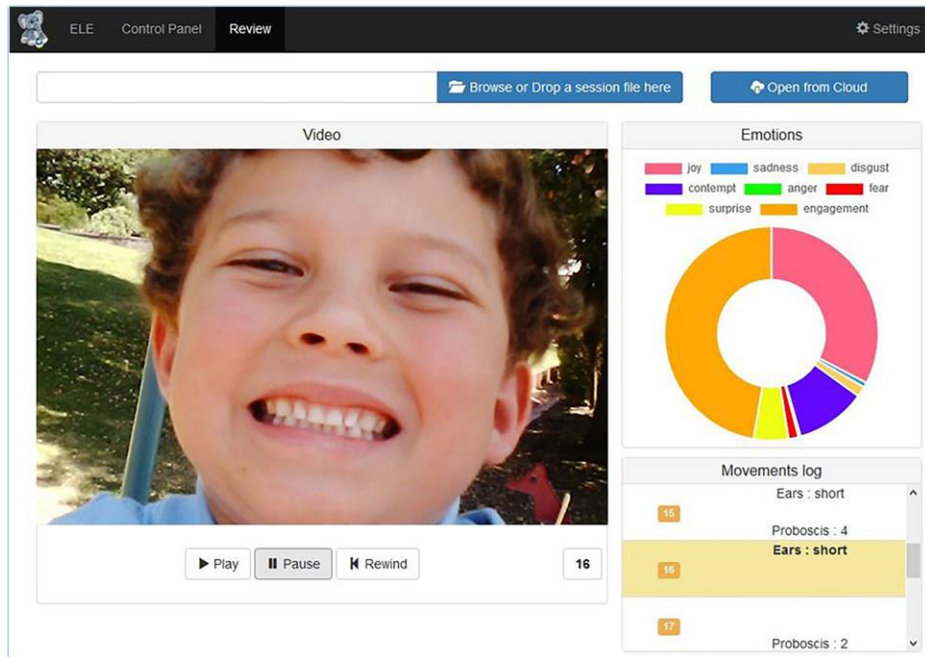 ELE Control Panel Review Settings
Browse or Drop a session file here Open from Cloud
Video
Emotions
joy sadness disgust
contempt anger fear
surprise engagement
Play Pause Rewind 16
Movements log
Ears : short
15
Proboscis : 4
Ears : short
16
17
Proboscis : 2